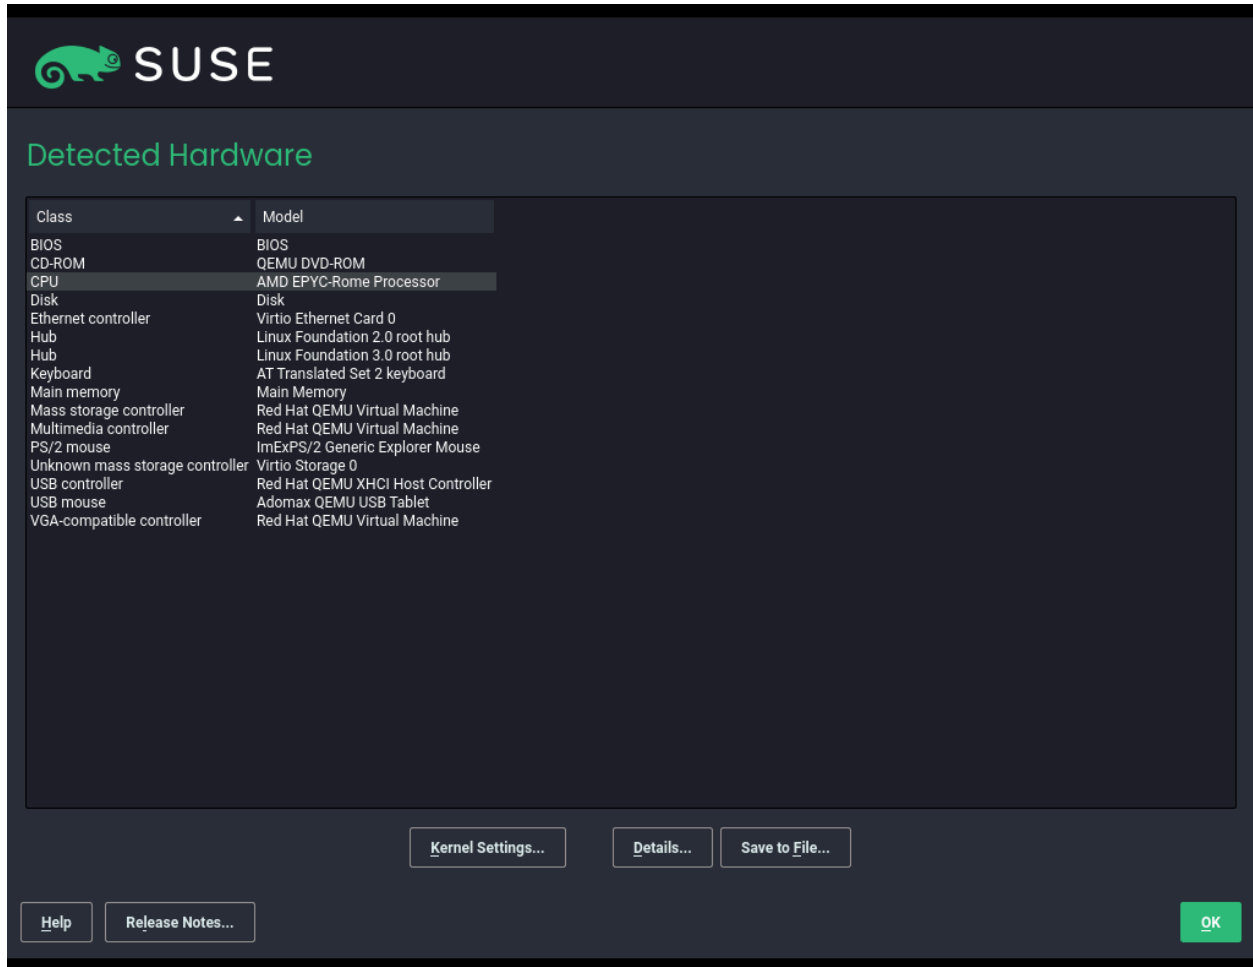 SUSE
Detected Hardware
Class Model
BIOS BIOS
CD-ROM QEMU DVD-ROM
CPU AMD EPYC-Rome Processor
Disk Disk
Ethernet controller Virtio Ethernet Card 0
Hub Linux Foundation 2.0 root hub
Hub Linux Foundation 3.0 root hub
Keyboard AT Translated Set 2 keyboard
Main memory Main Memory
Mass storage controller Red Hat QEMU Virtual Machine
Multimedia controller Red Hat QEMU Virtual Machine
PS/2 mouse ImExPS/2 Generic Explorer Mouse
Unknown mass storage controller Virtio Storage 0
USB controller Red Hat QEMU XHCI Host Controller
USB mouse Adomax QEMU USB Tablet
VGA-compatible controller Red Hat QEMU Virtual Machine
Kernel Settings... Details... Save to File...
Help Release Notes... OK